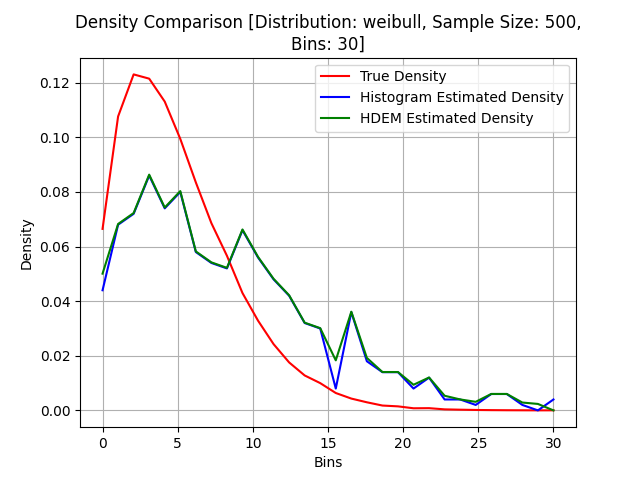 Density Comparison [Distribution: weibull, Sample Size: 500,
Bins: 30]
True Density
Histogram Estimated Density
HDEM Estimated Density
Density
0.12
0.10
0.08
0.06
0.04
0.02
0.00
0 5 10 15 20 25 30
Bins